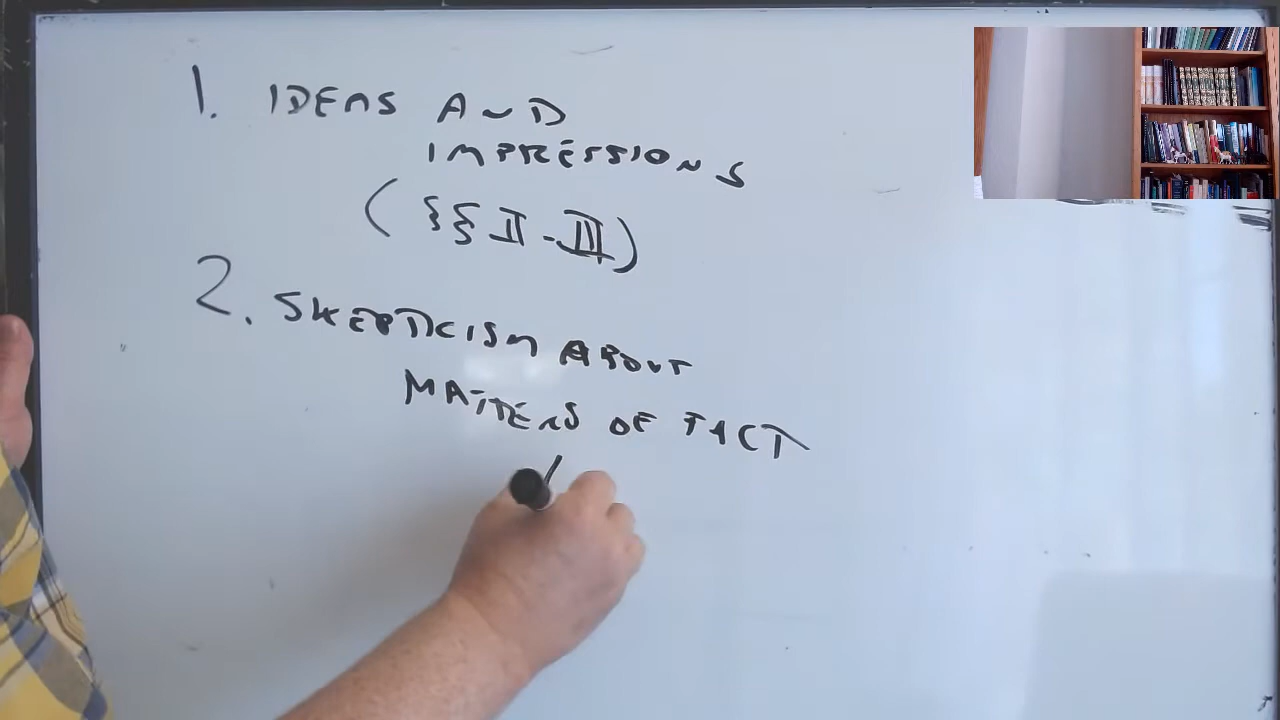 1. IDEAS AND
IMPRESSIONS
(§§ II-III)
2. SKEPTICISM ABOUT
MATTERS OF FACT